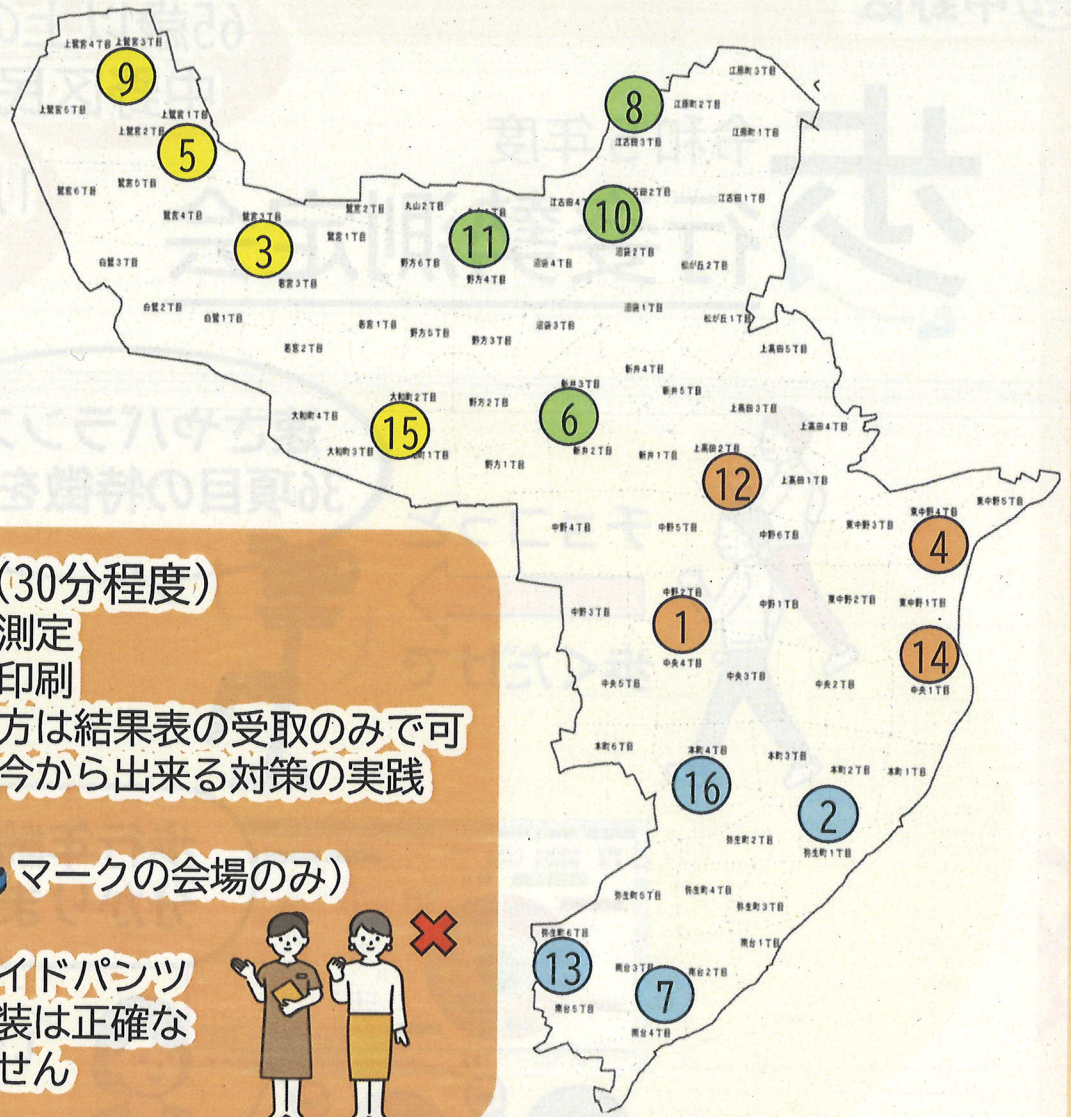 上鷺宮4丁目 上鷺宮3丁目
9
上鷺宮5丁目
上鷺宮1丁目
上鷺宮2丁目
5
鷺宮6丁目
鷺宮5丁目
鷺宮4丁目
鷺宮3丁目
3
若宮3丁目
鷺宮2丁目
鷺宮1丁目
白鷺3丁目
白鷺2丁目
白鷺1丁目
丸山2丁目
11
野方6丁目
野方4丁目
若宮1丁目
若宮2丁目
野方5丁目
野方3丁目
江原町3丁目
8
江原町2丁目
江原町1丁目
江古田3丁目
古田2丁目
江古田4
10
江古田1丁目
沼袋2丁目
沼袋4丁目
松が丘2丁目
沼袋1丁目
松が丘1丁目
沼袋3丁目
上高田5丁目
新井4丁目
新井3丁目
新井5丁目
6
新井2丁目
新井1丁目
大和町2丁目
大和町4丁目
15
大和町3丁目
町1丁目
野方2丁目
野方1丁目
上高田3丁目
上高田4丁目
上高田2丁目
12
上高田1丁目
東中野5丁目
東中野4丁目
東中野3丁目
4
中野4丁目
中野5丁目
中野6丁目
中野2丁目
1
中野3丁目
中野1丁目
東中野2丁目
東中野1丁目
14
中央4丁目
中央5丁目
中央3丁目
中央2丁目
中央1丁目
本町6丁目
本町4丁目
16
本町3丁目
本町2丁目
本町1丁目
2
弥生町1丁目
弥生町2丁目
弥生町5丁目
弥生町4丁目
弥生町3丁目
弥生町6丁目
13
南台1丁目
南台3丁目
南台2丁目
7
南台5丁目
南台4丁目
(30分程度)
測定
印刷
方は結果表の受取のみで可
今から出来る対策の実践
マークの会場のみ)
イドパンツ
装は正確な
せん